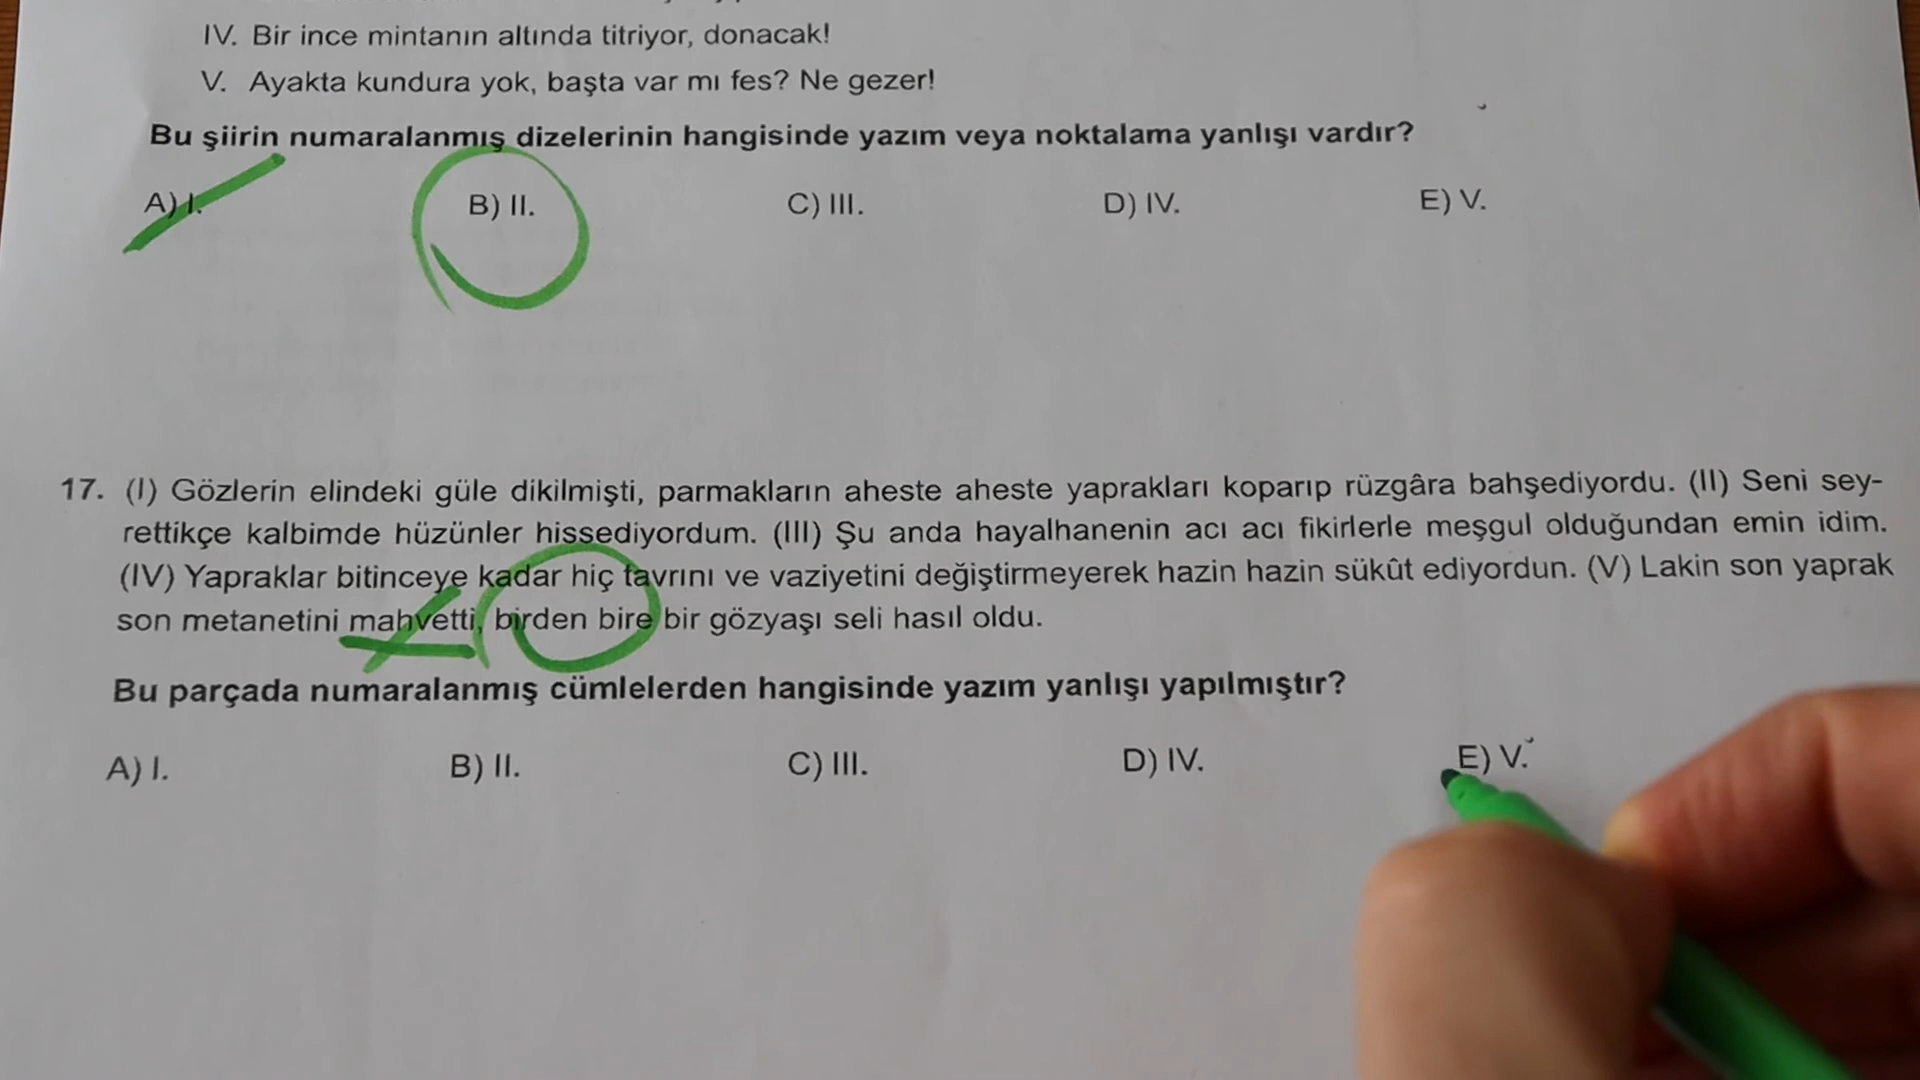 IV. Bir ince mintanın altında titriyor, donacak!
V. Ayakta kundura yok, başta var mı fes? Ne gezer!
Bu şiirin numaralanmış dizelerinin hangisinde yazım veya noktalama yanlışı vardır?
A) I. B) II. C) III. D) IV. E) V.
17. (I) Gözlerin elindeki güle dikilmişti, parmakların aheste aheste yaprakları koparıp rüzgâra bahşediyordu. (II) Seni sey-
rettikçe kalbimde hüzünler hissediyordum. (III) Şu anda hayalhanenin acı acı fikirlerle meşgul olduğundan emin idim.
(IV) Yapraklar bitinceye kadar hiç tavrını ve vaziyetini değiştirmeyerek hazin hazin sükût ediyordun. (V) Lakin son yaprak
son metanetini mahvetti, birden bire bir gözyaşı seli hasıl oldu.
Bu parçada numaralanmış cümlelerden hangisinde yazım yanlışı yapılmıştır?
A) I. B) II. C) III. D) IV. E) V.